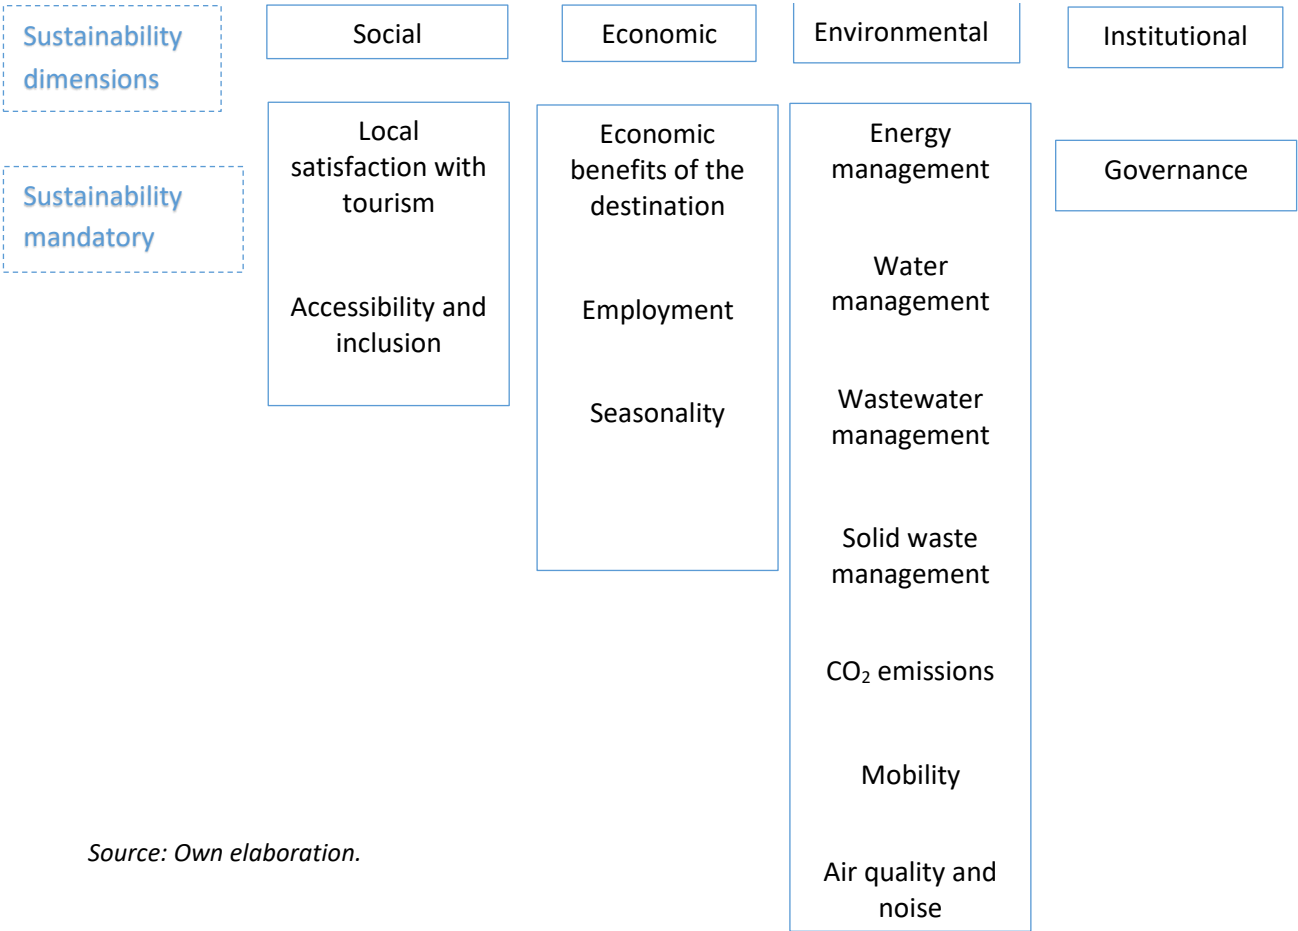 Sustainability
dimensions
Social
Economic
Environmental
Institutional
Sustainability
mandatory
Local
satisfaction with
tourism
Accessibility and
inclusion
Economic
benefits of the
destination
Employment
Seasonality
Energy
management
Water
management
Wastewater
management
Solid waste
management
CO₂ emissions
Mobility
Air quality and
noise
Governance
Source: Own elaboration.